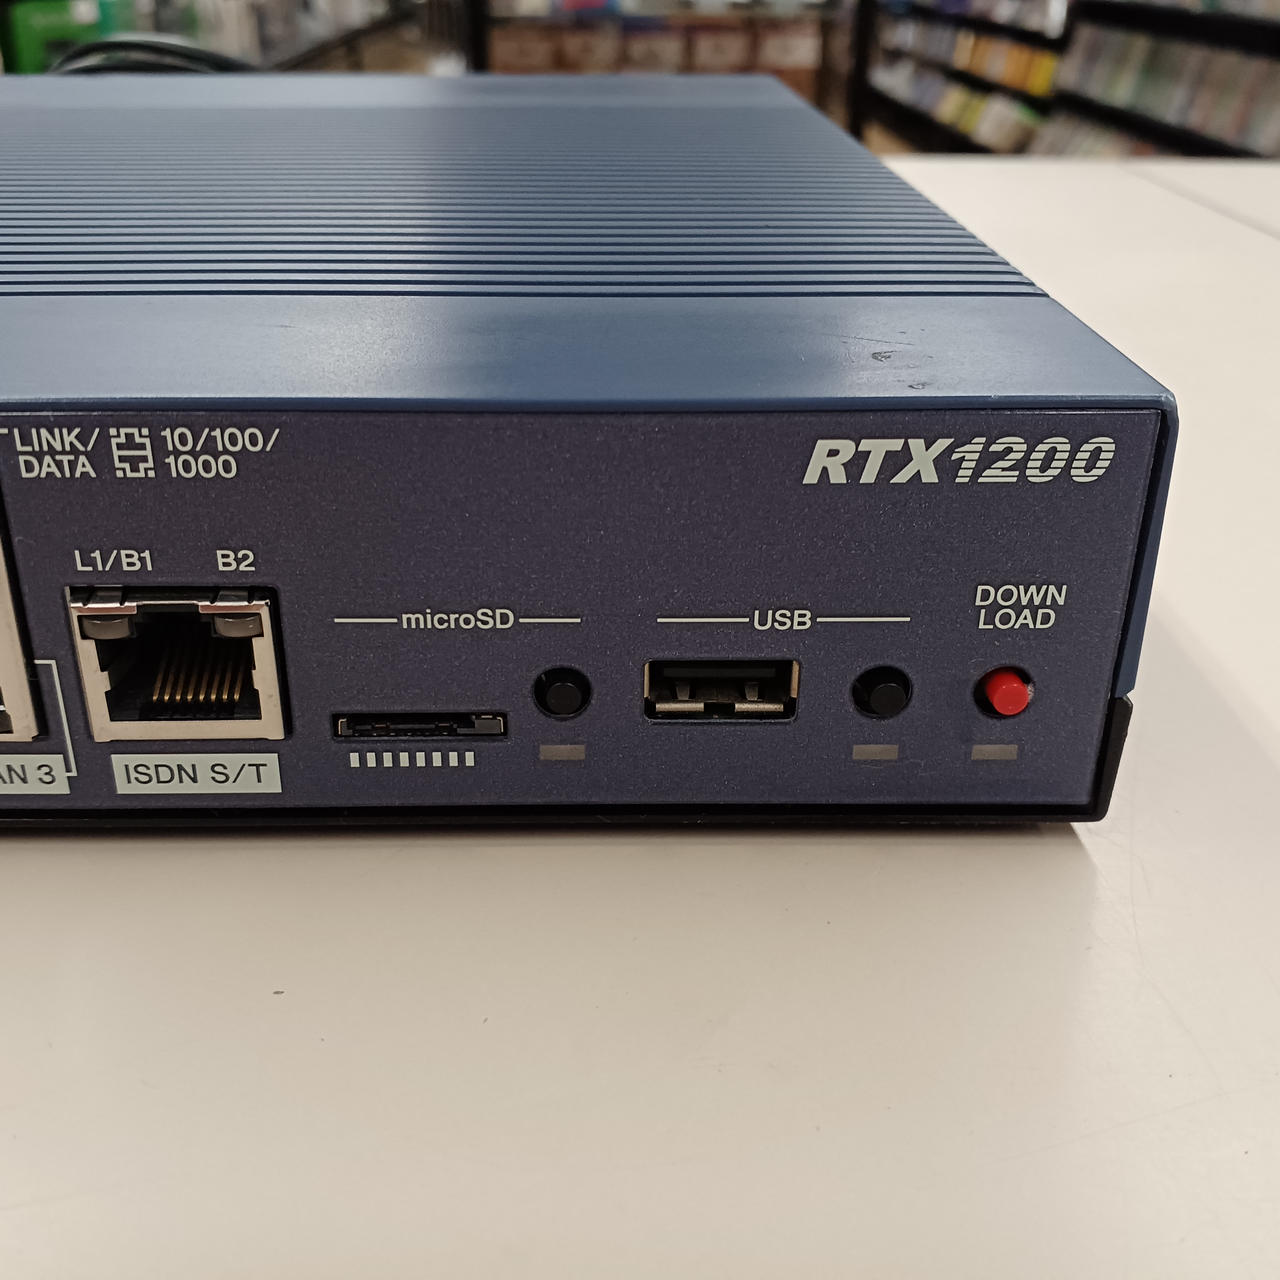 LINK/
DATA
10/100/
1000
RTX1200
L1/B1
B2
microSD
USB
DOWN
LOAD
AN 3
ISDN S/T